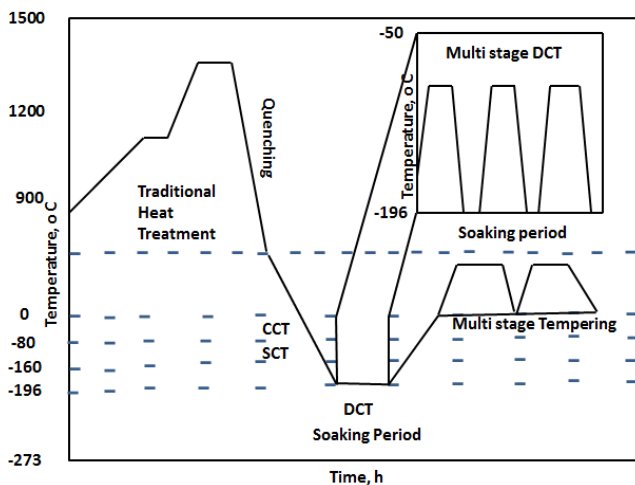 1500
1200
900
0
-80
-160
-196
-273
Temperature, o C
Traditional
Heat
Treatment
Quenching
CCT
SCT
DCT
Soaking Period
-50
Multi stage DCT
Temperature, o C
-196
Soaking period
Multi stage Tempering
Time, h